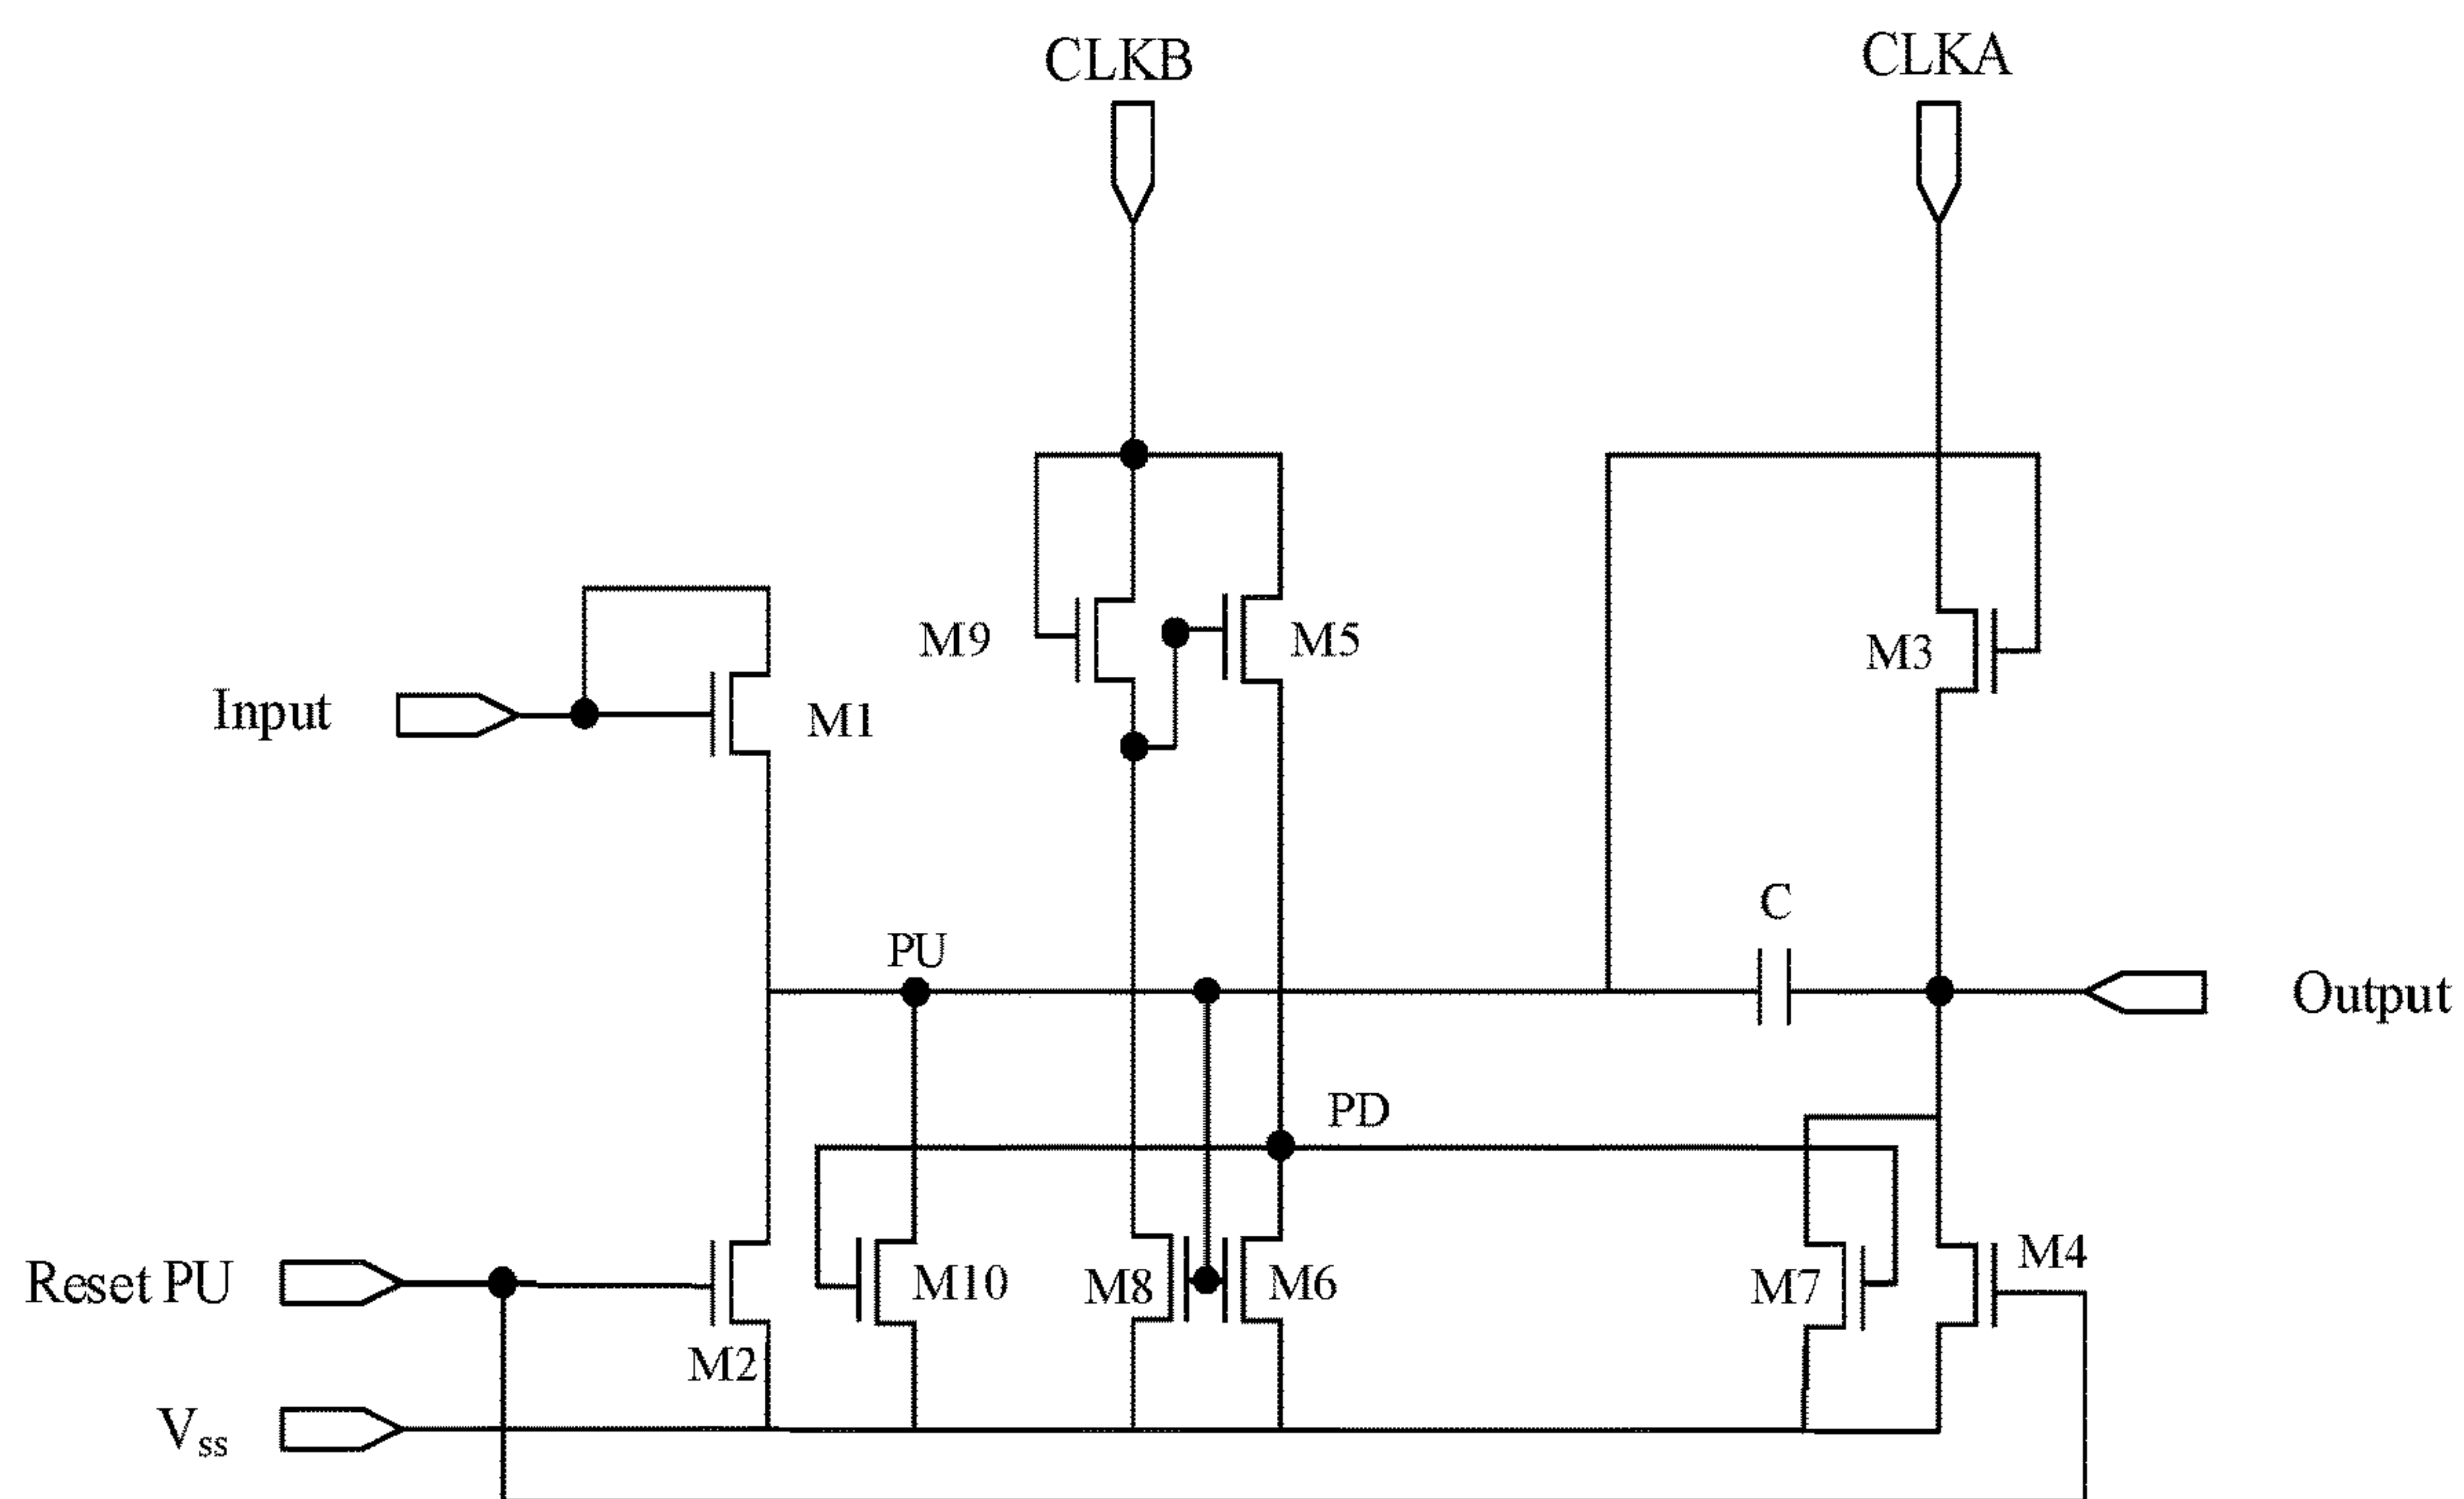 CLKB
CLKA
M9
M5
M3
Input
M1
C
PU
Output
PD
Reset PU
M10
M8
M6
M7
M4
M2
Vss